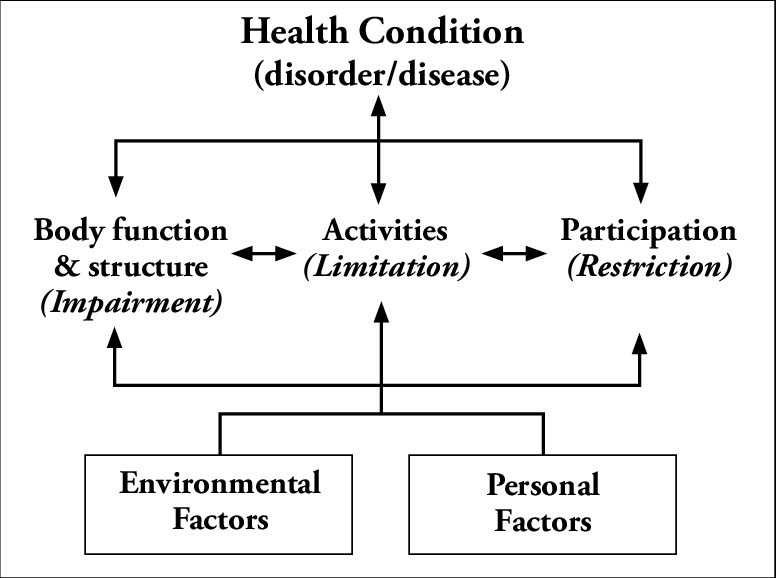 Health Condition
(disorder/disease)
Body function
& structure
(Impairment)
Activities
(Limitation)
Participation
(Restriction)
Environmental
Factors
Personal
Factors